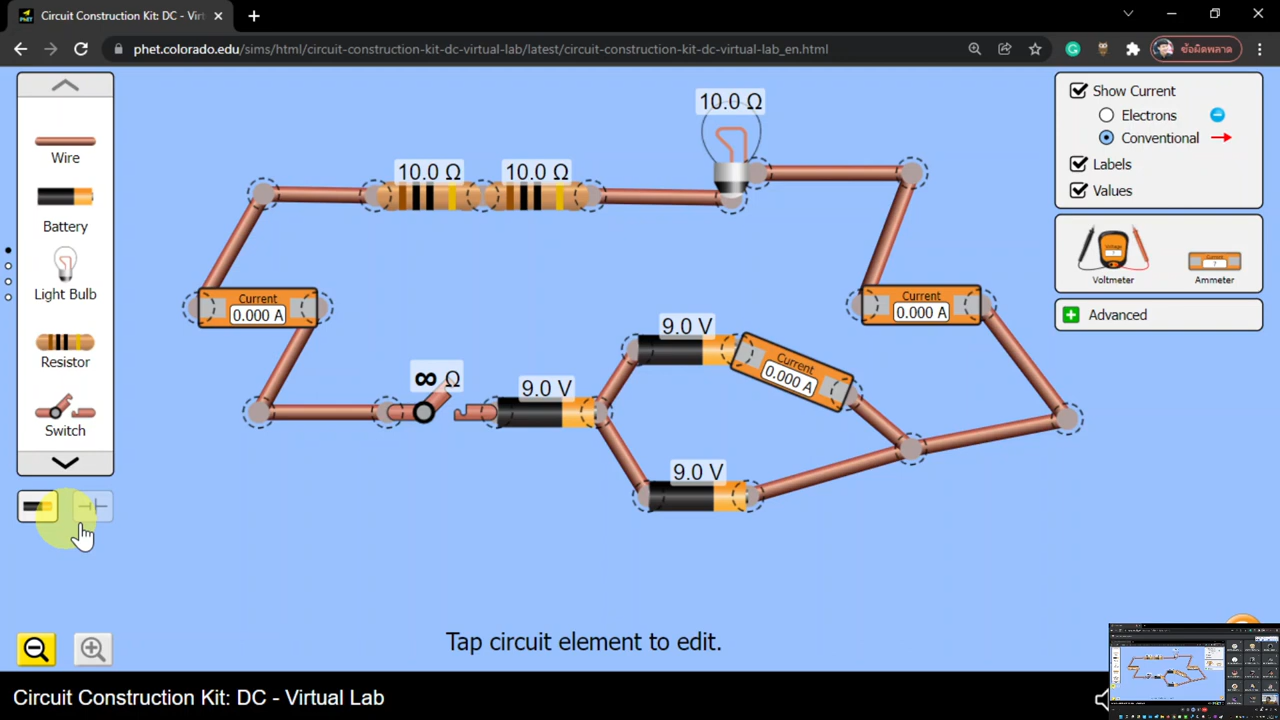 Circuit Construction Kit: DC - Virt
phet.colorado.edu/sims/html/circuit-construction-kit-dc-virtual-lab/latest/circuit-construction-kit-dc-virtual-lab_en.html
ข้อผิดพลาด
Wire
Battery
Light Bulb
Resistor
Switch
10.0 Ω
10.0 Ω
10.0 Ω
Current
0.000 A
Current
0.000 A
∞ Ω
9.0 V
9.0 V
Current
0.000 A
9.0 V
Show Current
Electrons
Conventional
Labels
Values
Voltmeter
Current
?
Ammeter
Advanced
Tap circuit element to edit.
Circuit Construction Kit: DC - Virtual Lab